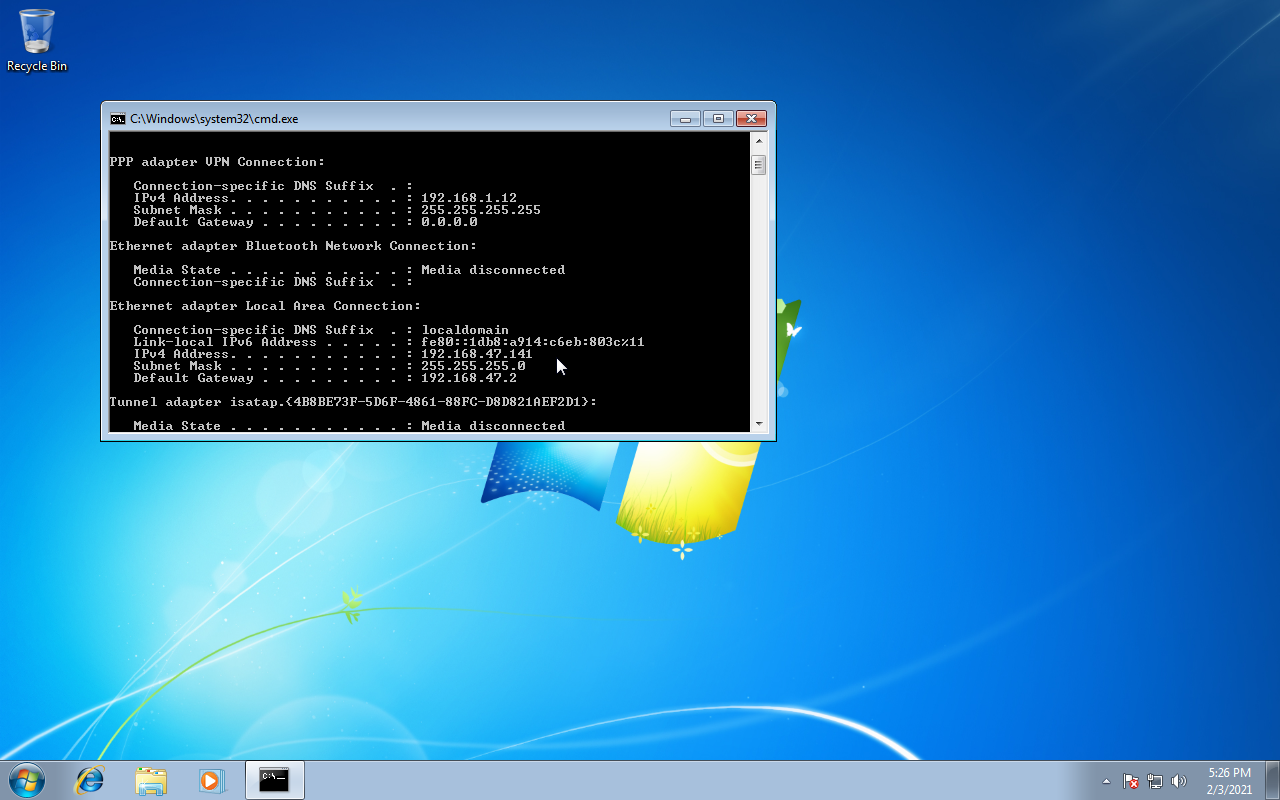 Recycle Bin
C:\Windows\system32\cmd.exe
PPP adapter VPN Connection:
   Connection-specific DNS Suffix  . :
   IPv4 Address. . . . . . . . . . . : 192.168.1.12
   Subnet Mask . . . . . . . . . . . : 255.255.255.255
   Default Gateway . . . . . . . . . : 0.0.0.0
Ethernet adapter Bluetooth Network Connection:
   Media State . . . . . . . . . . . : Media disconnected
   Connection-specific DNS Suffix  . :
Ethernet adapter Local Area Connection:
   Connection-specific DNS Suffix  . : localdomain
   Link-local IPv6 Address . . . . . : fe80::1db8:a914:c6eb:803c%11
   IPv4 Address. . . . . . . . . . . : 192.168.47.141
   Subnet Mask . . . . . . . . . . . : 255.255.255.0
   Default Gateway . . . . . . . . . : 192.168.47.2
Tunnel adapter isatap.{4B8BE73F-5D6F-4861-88FC-D8D821AEF2D1}:
   Media State . . . . . . . . . . . : Media disconnected
5:26 PM
2/3/2021